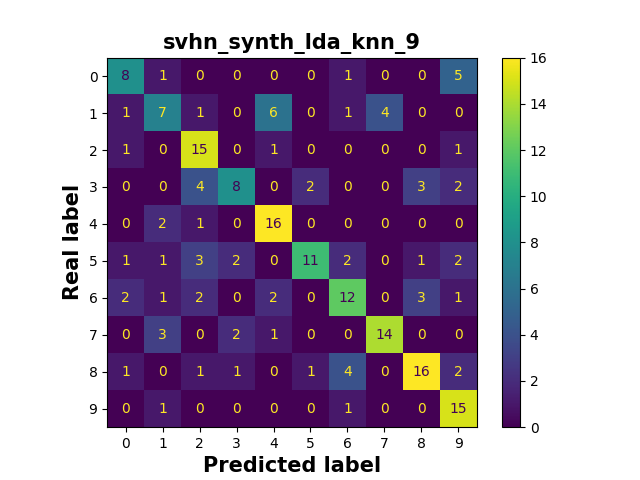 svhn_synth_lda_knn_9
0 8 1 0 0 0 0 1 0 0 5
1 1 7 1 0 6 0 1 4 0 0
2 1 0 15 0 1 0 0 0 0 1
3 0 0 4 8 0 2 0 0 3 2
4 0 2 1 0 16 0 0 0 0 0
5 1 1 3 2 0 11 2 0 1 2
6 2 1 2 0 2 0 12 0 3 1
7 0 3 0 2 1 0 0 14 0 0
8 1 0 1 1 0 1 4 0 16 2
9 0 1 0 0 0 0 1 0 0 15
0 1 2 3 4 5 6 7 8 9
Predicted label
Real label
16
14
12
10
8
6
4
2
0